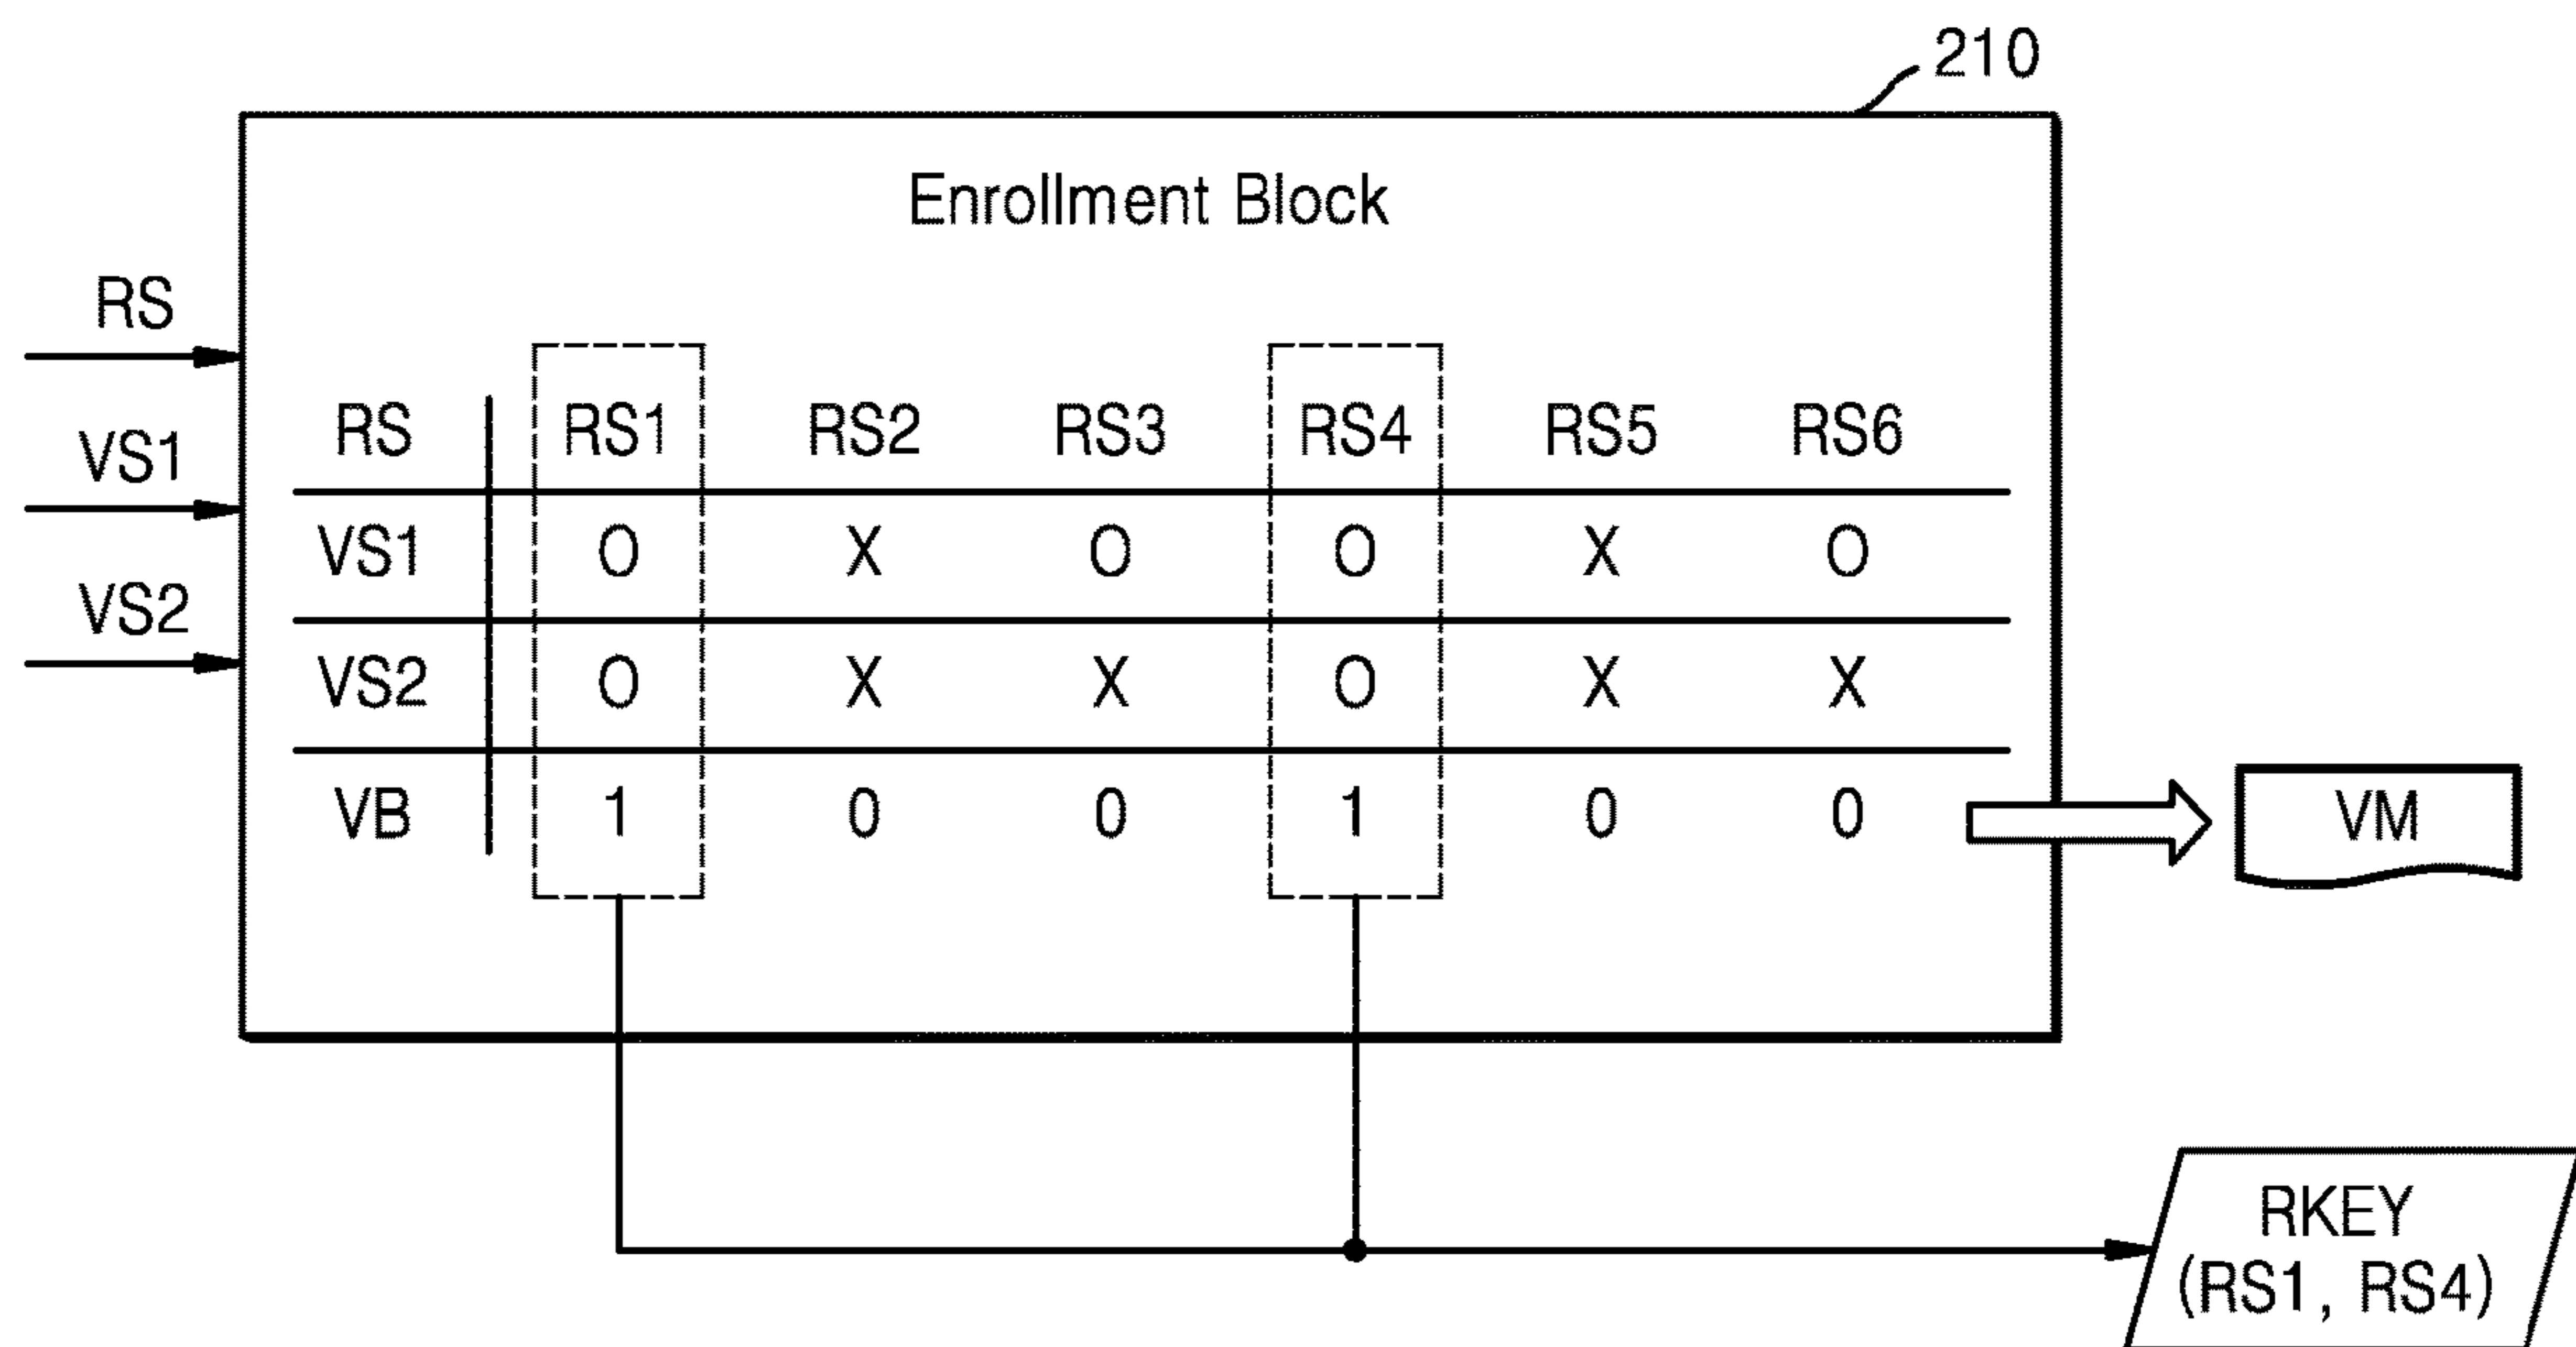 210
Enrollment Block
RS
VS1
VS2
RS RS1 RS2 RS3 RS4 RS5 RS6
VS1 O X O O X O
VS2 O X X O X X
VB 1 0 0 1 0 0
VM
RKEY
(RS1, RS4)